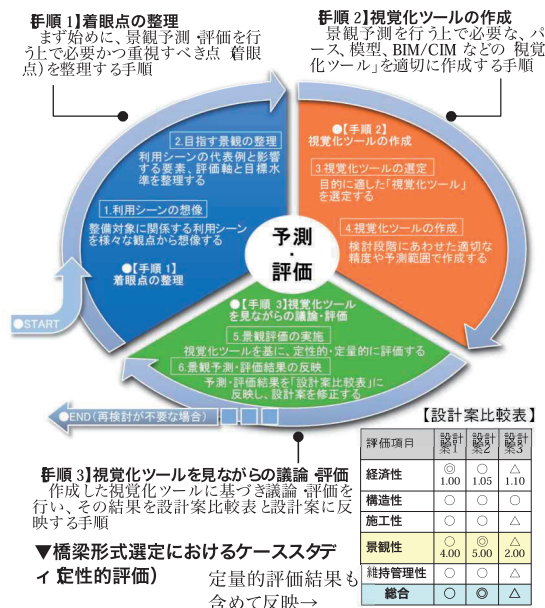 【手順1】着眼点の整理
まず始めに、景観予測・評価を行
う上で必要かつ重視すべき点（着眼
点）を整理する手順
【手順2】視覚化ツールの作成
景観予測を行う上で必要な、パ
ース、模型、BIM/CIM などの「視覚
化ツール」を適切に作成する手順
2.目指す景観の整理
利用シーンの代表例と影響
する要素、評価軸と目標水
準を整理する
1.利用シーンの想像
整備対象に関係する利用シーン
を様々な観点から想像する
●【手順1】
着眼点の整理
●START
●【手順2】
視覚化ツールの作成
3.視覚化ツールの選定
目的に適した「視覚化ツール」
を選定する
4.視覚化ツールの作成
検討段階にあわせた適切な
精度や予測範囲で作成する
予測
・
評価
●【手順3】視覚化ツール
を見ながらの議論・評価
5.景観評価の実施
視覚化ツールを基に、定性的・定量的に評価する
6.景観予測・評価結果の反映
予測・評価結果を「設計案比較表」に
反映し、設計案を修正する
●END（再検討が不要な場合）
【手順3】視覚化ツールを見ながらの議論・評価
作成した視覚化ツールに基づき議論・評価を
行い、その結果を設計案比較表と設計案に反
映する手順
▼橋梁形式選定におけるケーススタデ
ィ（定性的評価）
定量的評価結果も
含めて反映→
【設計案比較表】
評価項目 設計案1 設計案2 設計案3
経済性 ◎ 1.00 ○ 1.05 △ 1.10
構造性 ○ ○ ○
施工性 ○ ○ △
景観性 ○ 4.00 ◎ 5.00 △ 2.00
維持管理性 ○ ○ △
総合 ○ ◎ △